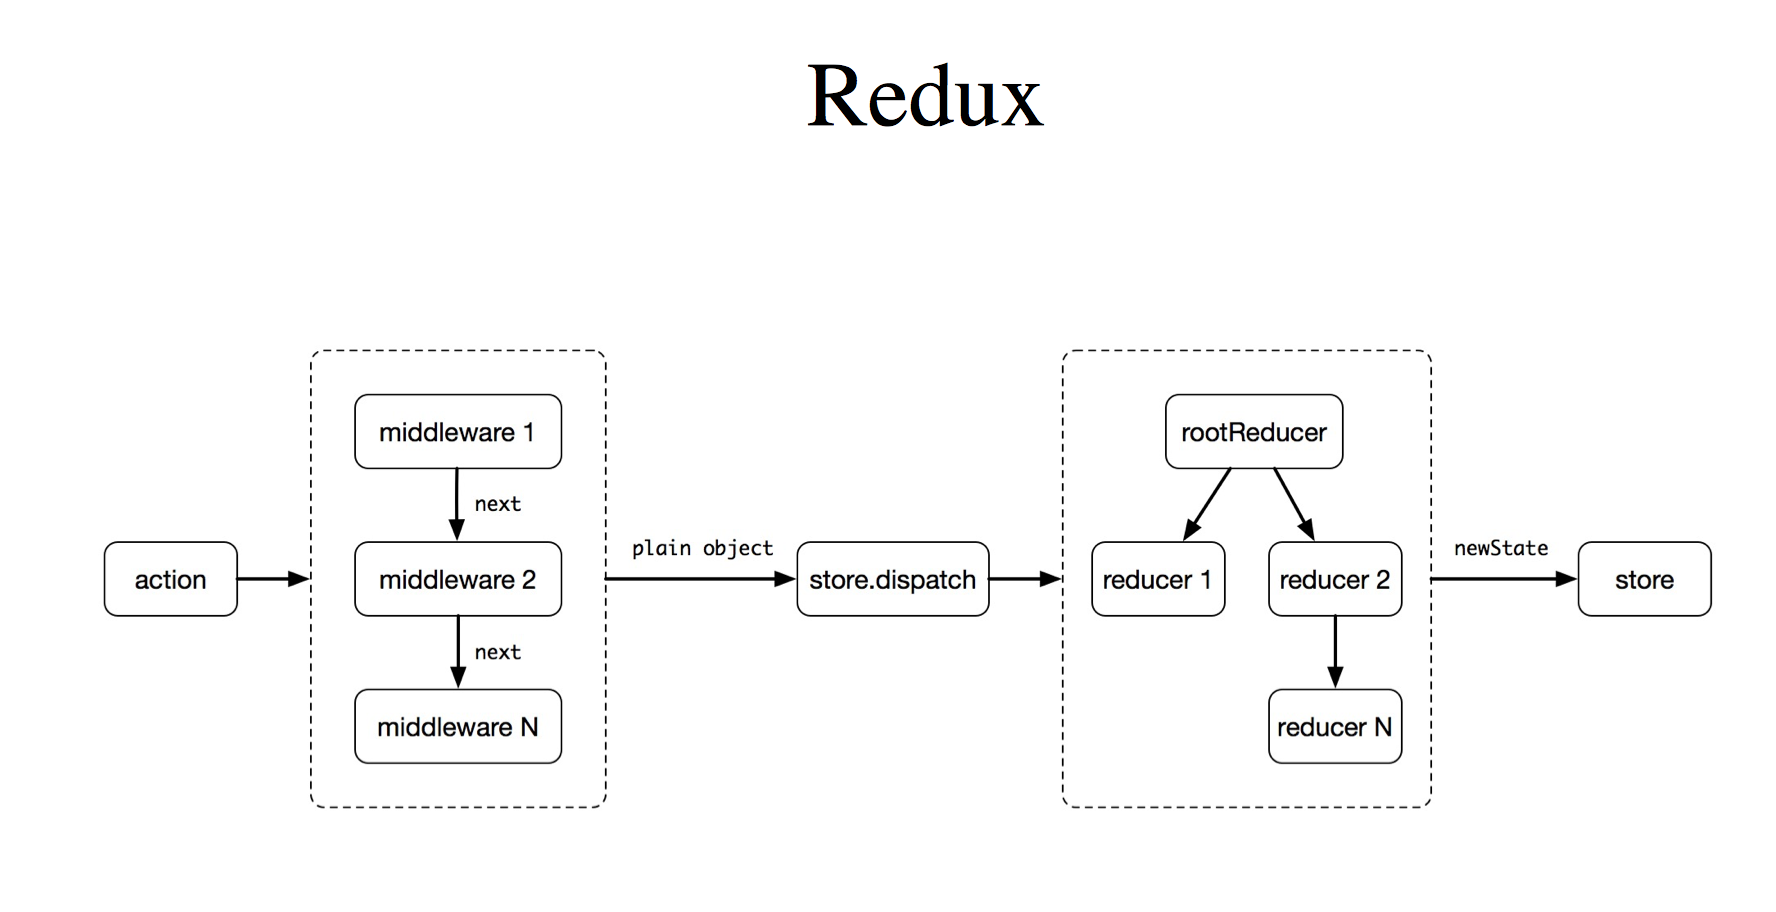 Redux
action
middleware 1
next
middleware 2
next
middleware N
plain object
store.dispatch
rootReducer
reducer 1
reducer 2
reducer N
newState
store